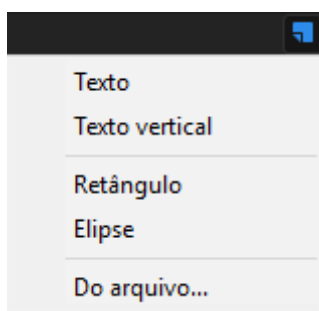 Texto
Texto vertical
Retângulo
Elipse
Do arquivo...